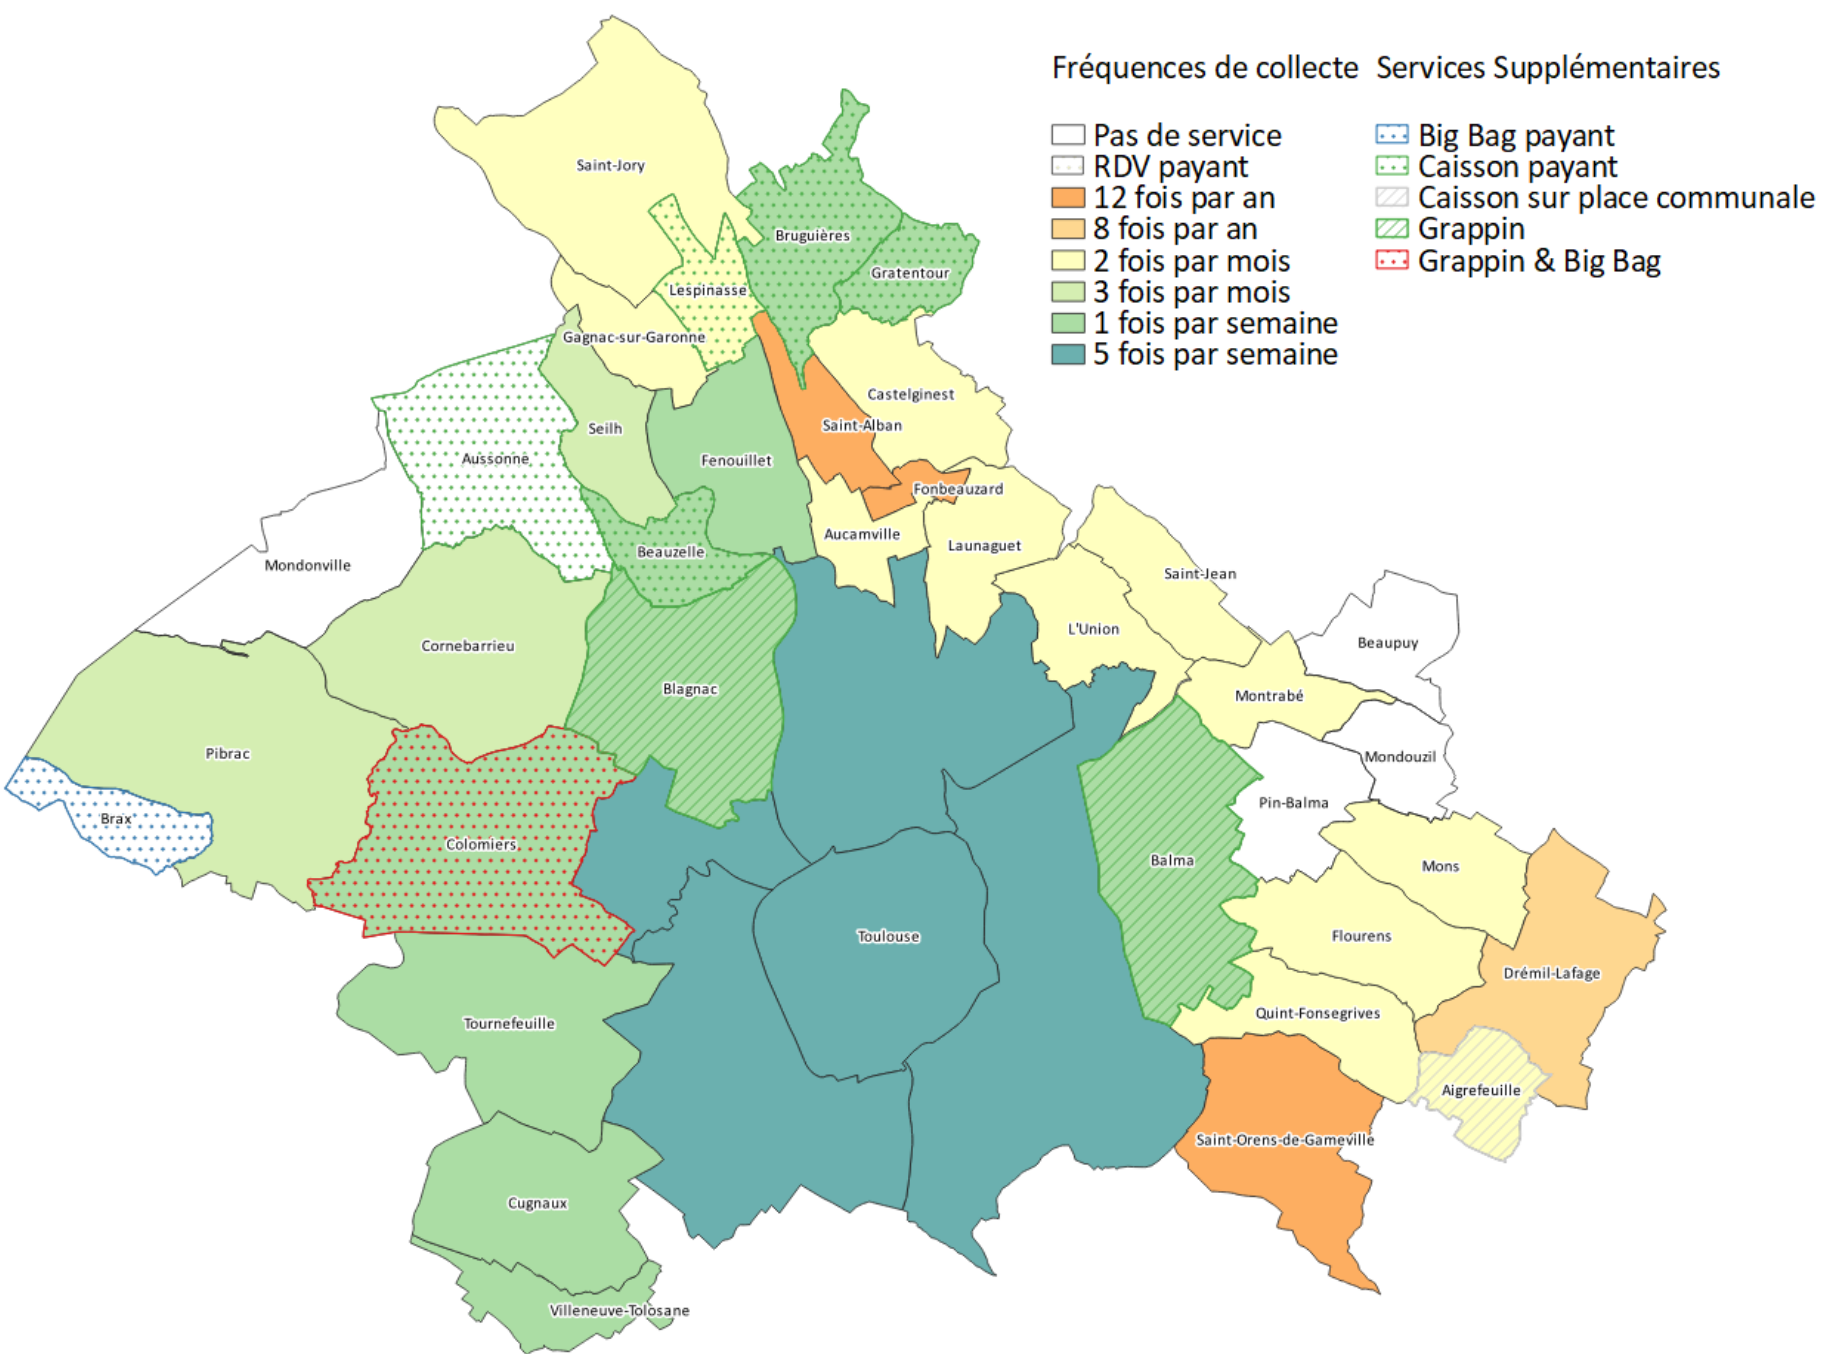 Fréquences de collecte
Pas de service
RDV payant
12 fois par an
8 fois par an
2 fois par mois
3 fois par mois
1 fois par semaine
5 fois par semaine
Services Supplémentaires
Big Bag payant
Caisson payant
Caisson sur place communale
Grappin
Grappin & Big Bag
Saint-Jory
Bruguières
Gratentour
Lespinasse
Gagnac-sur-Garonne
Castelginest
Saint-Alban
Seilh
Aussonne
Fenouillet
Fonbeauzard
Aucamville
Launaguet
Beauzelle
Mondonville
Saint-Jean
L'Union
Beaupuy
Cornebarrieu
Blagnac
Montrabé
Pibrac
Mondouzil
Pin-Balma
Brax
Colomiers
Balma
Mons
Toulouse
Flourens
Drémil-Lafage
Quint-Fonsegrives
Tournefeuille
Aigrefeuille
Saint-Orens-de-Gameville
Cugnaux
Villeneuve-Tolosane